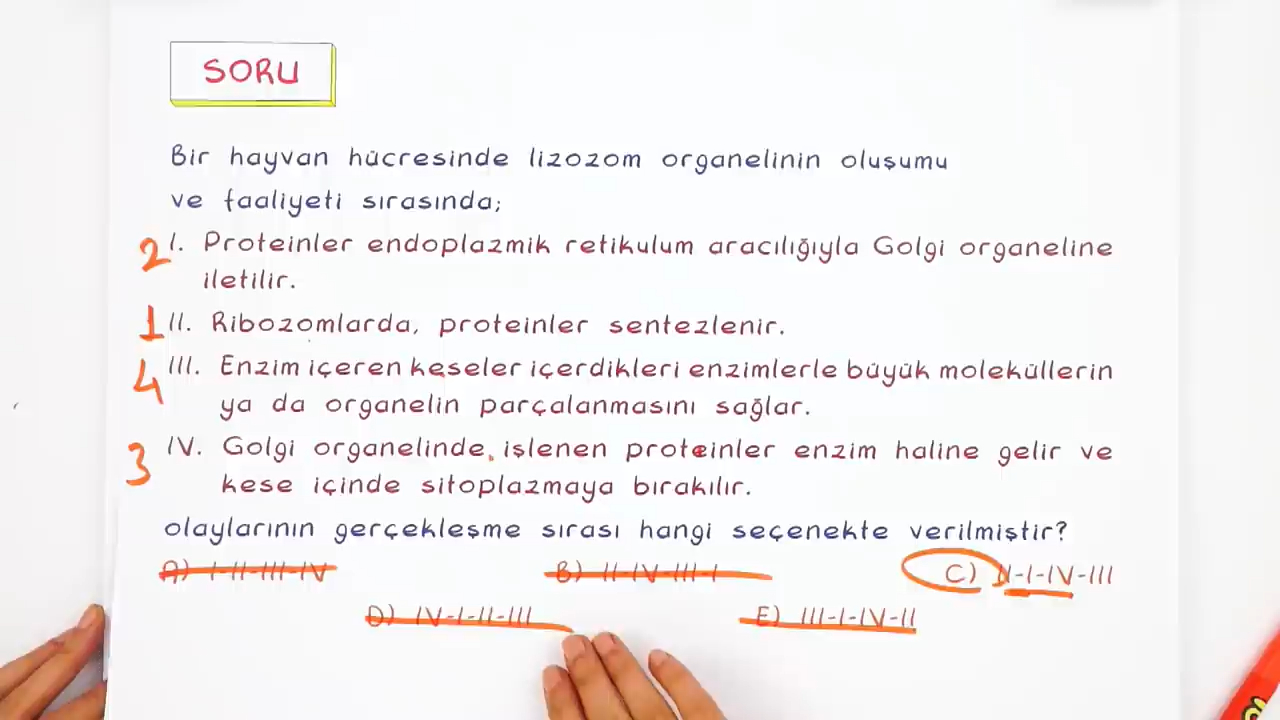 SORU
Bir hayvan hücresinde lizozom organelinin oluşumu
ve faaliyeti sırasında;
2 I. Proteinler endoplazmik retikulum aracılığıyla Golgi organeline
iletilir.
1 II. Ribozomlarda, proteinler sentezlenir.
4 III. Enzim içeren keseler içerdikleri enzimlerle büyük moleküllerin
ya da organelin parçalanmasını sağlar.
3 IV. Golgi organelinde işlenen proteinler enzim haline gelir ve
kese içinde sitoplazmaya bırakılır.
olaylarının gerçekleşme sırası hangi seçenekte verilmiştir?
A) I-II-III-IV B) II-IV-III-I C) II-I-IV-III
D) IV-I-II-III E) III-I-IV-II